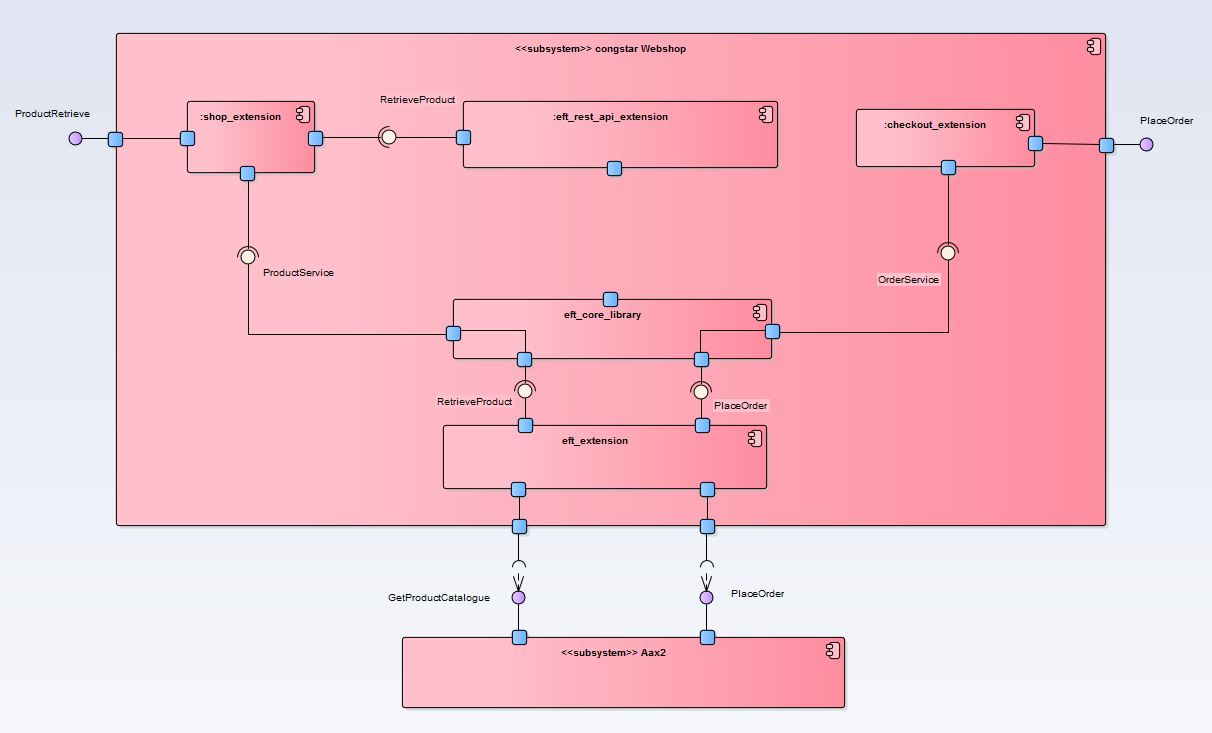 <<subsystem>> congstar Webshop
ProductRetrieve
:shop_extension
RetrieveProduct
:eft_rest_api_extension
:checkout_extension
PlaceOrder
ProductService
OrderService
eft_core_library
RetrieveProduct
PlaceOrder
eft_extension
GetProductCatalogue
PlaceOrder
<<subsystem>> Aax2